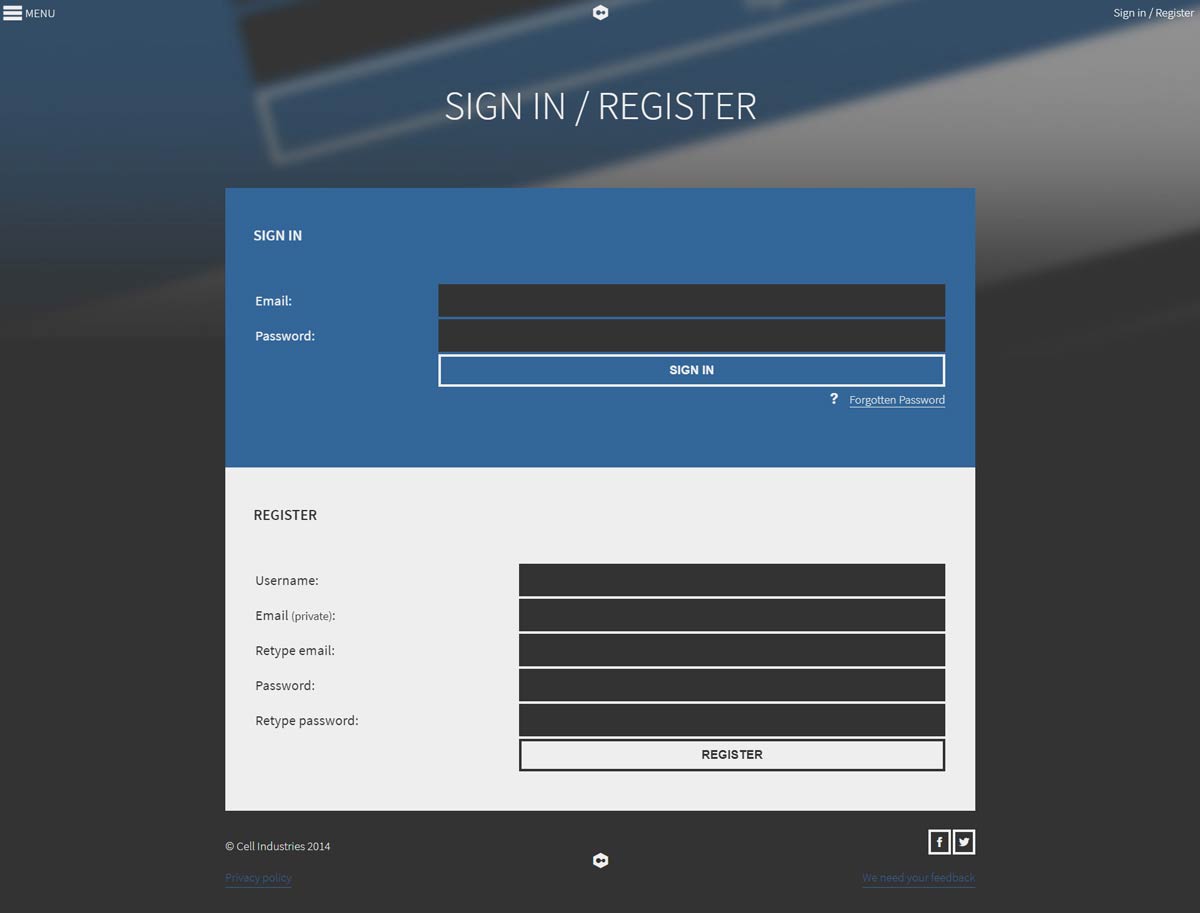 MENU
Sign in / Register
SIGN IN / REGISTER
SIGN IN
Email:
Password:
SIGN IN
? Forgotten Password
REGISTER
Username:
Email (private):
Retype email:
Password:
Retype password:
REGISTER
© Cell Industries 2014
Privacy policy
We need your feedback